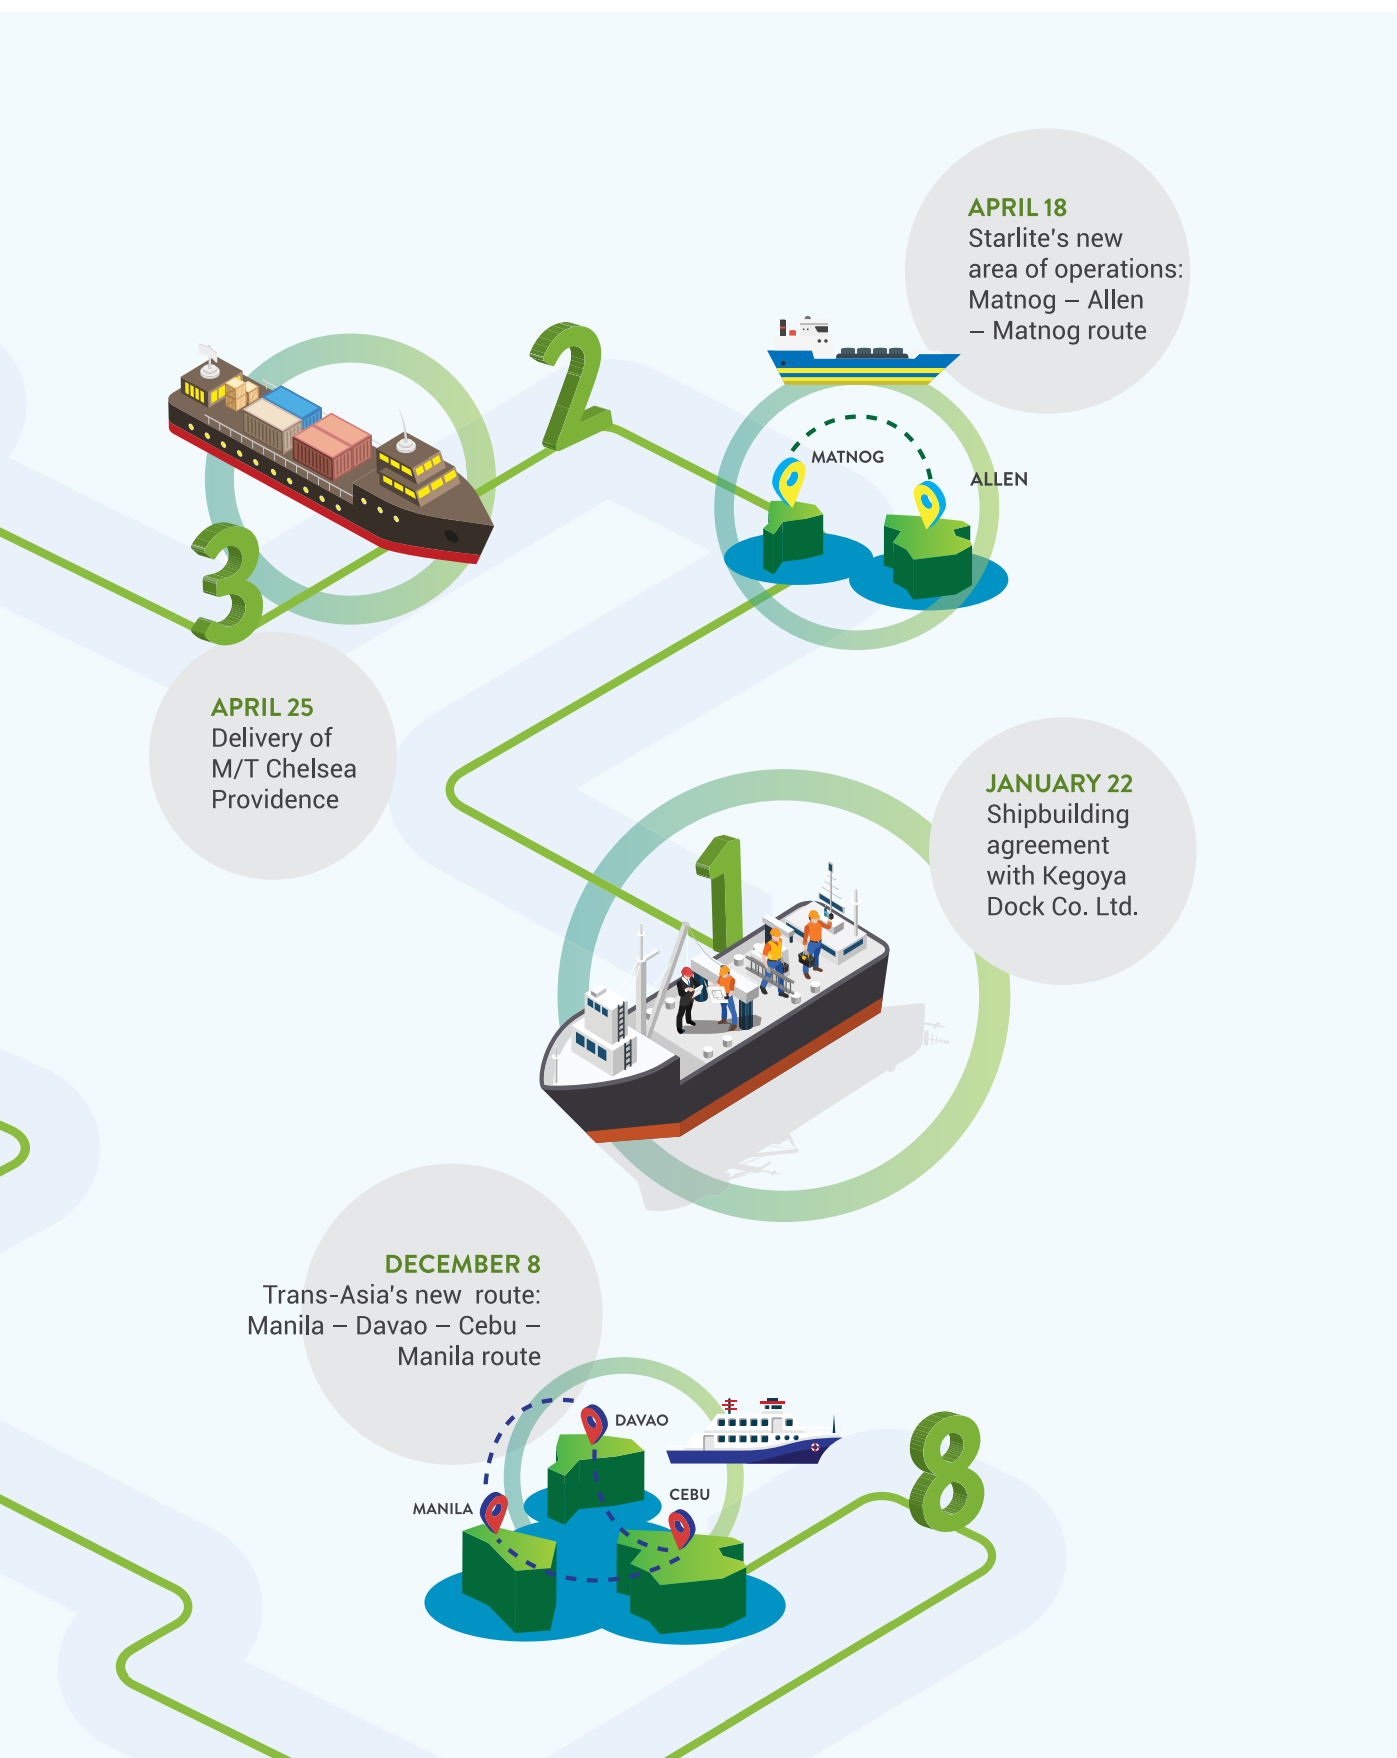 APRIL 18
Starlite's new
area of operations:
Matnog – Allen
– Matnog route
2
MATNOG
ALLEN
3
APRIL 25
Delivery of
M/T Chelsea
Providence
JANUARY 22
Shipbuilding
agreement
with Kegoya
Dock Co. Ltd.
1
DECEMBER 8
Trans-Asia's new route:
Manila – Davao – Cebu –
Manila route
DAVAO
CEBU
MANILA
8